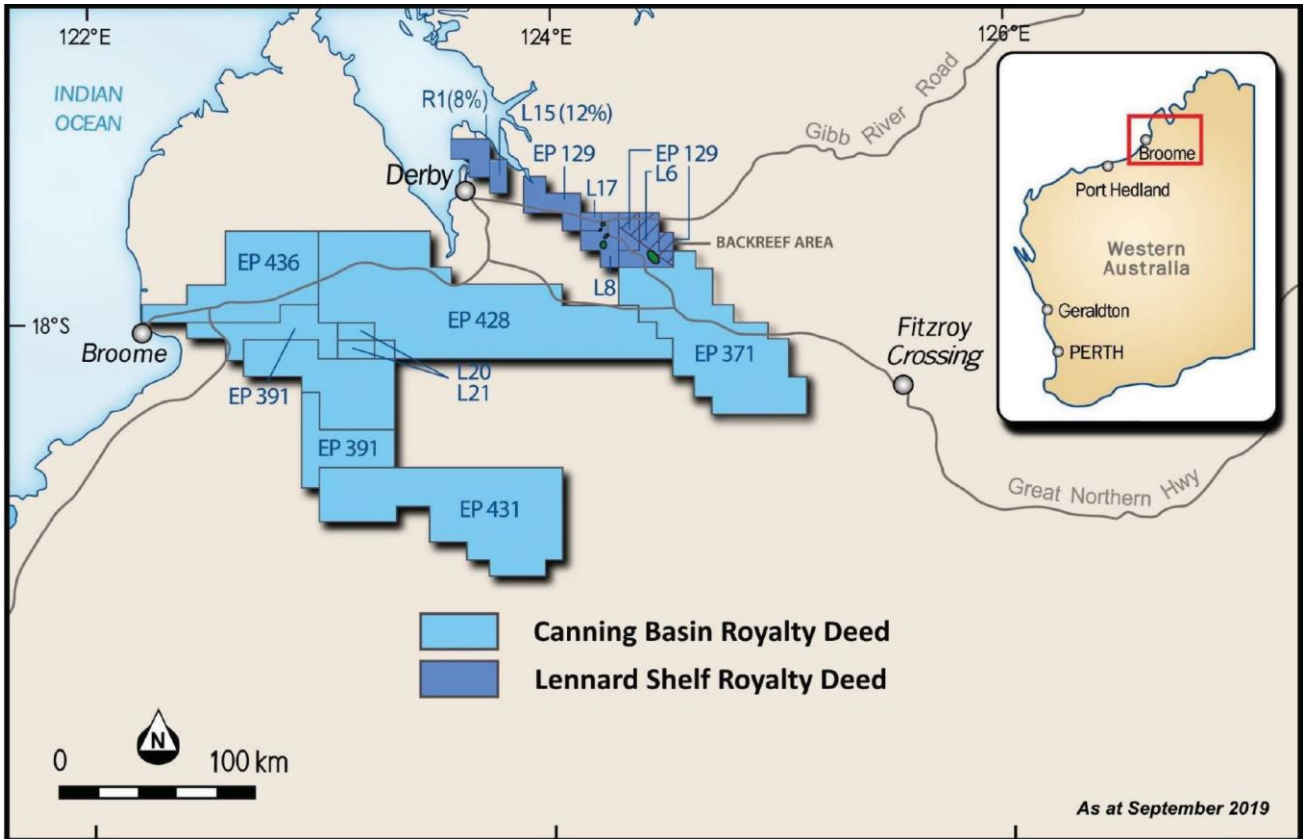 122°E
124°E
126°E
INDIAN
OCEAN
R1(8%)
L15(12%)
EP 129
EP 129
L6
L17
Gibb River Road
Derby
BACKREEF AREA
L8
EP 436
EP 428
EP 371
18°S
Broome
EP 391
L20
L21
EP 391
EP 431
Fitzroy
Crossing
Great Northern Hwy
Broome
Port Hedland
Western
Australia
Geraldton
PERTH
Canning Basin Royalty Deed
Lennard Shelf Royalty Deed
N
0
100 km
As at September 2019